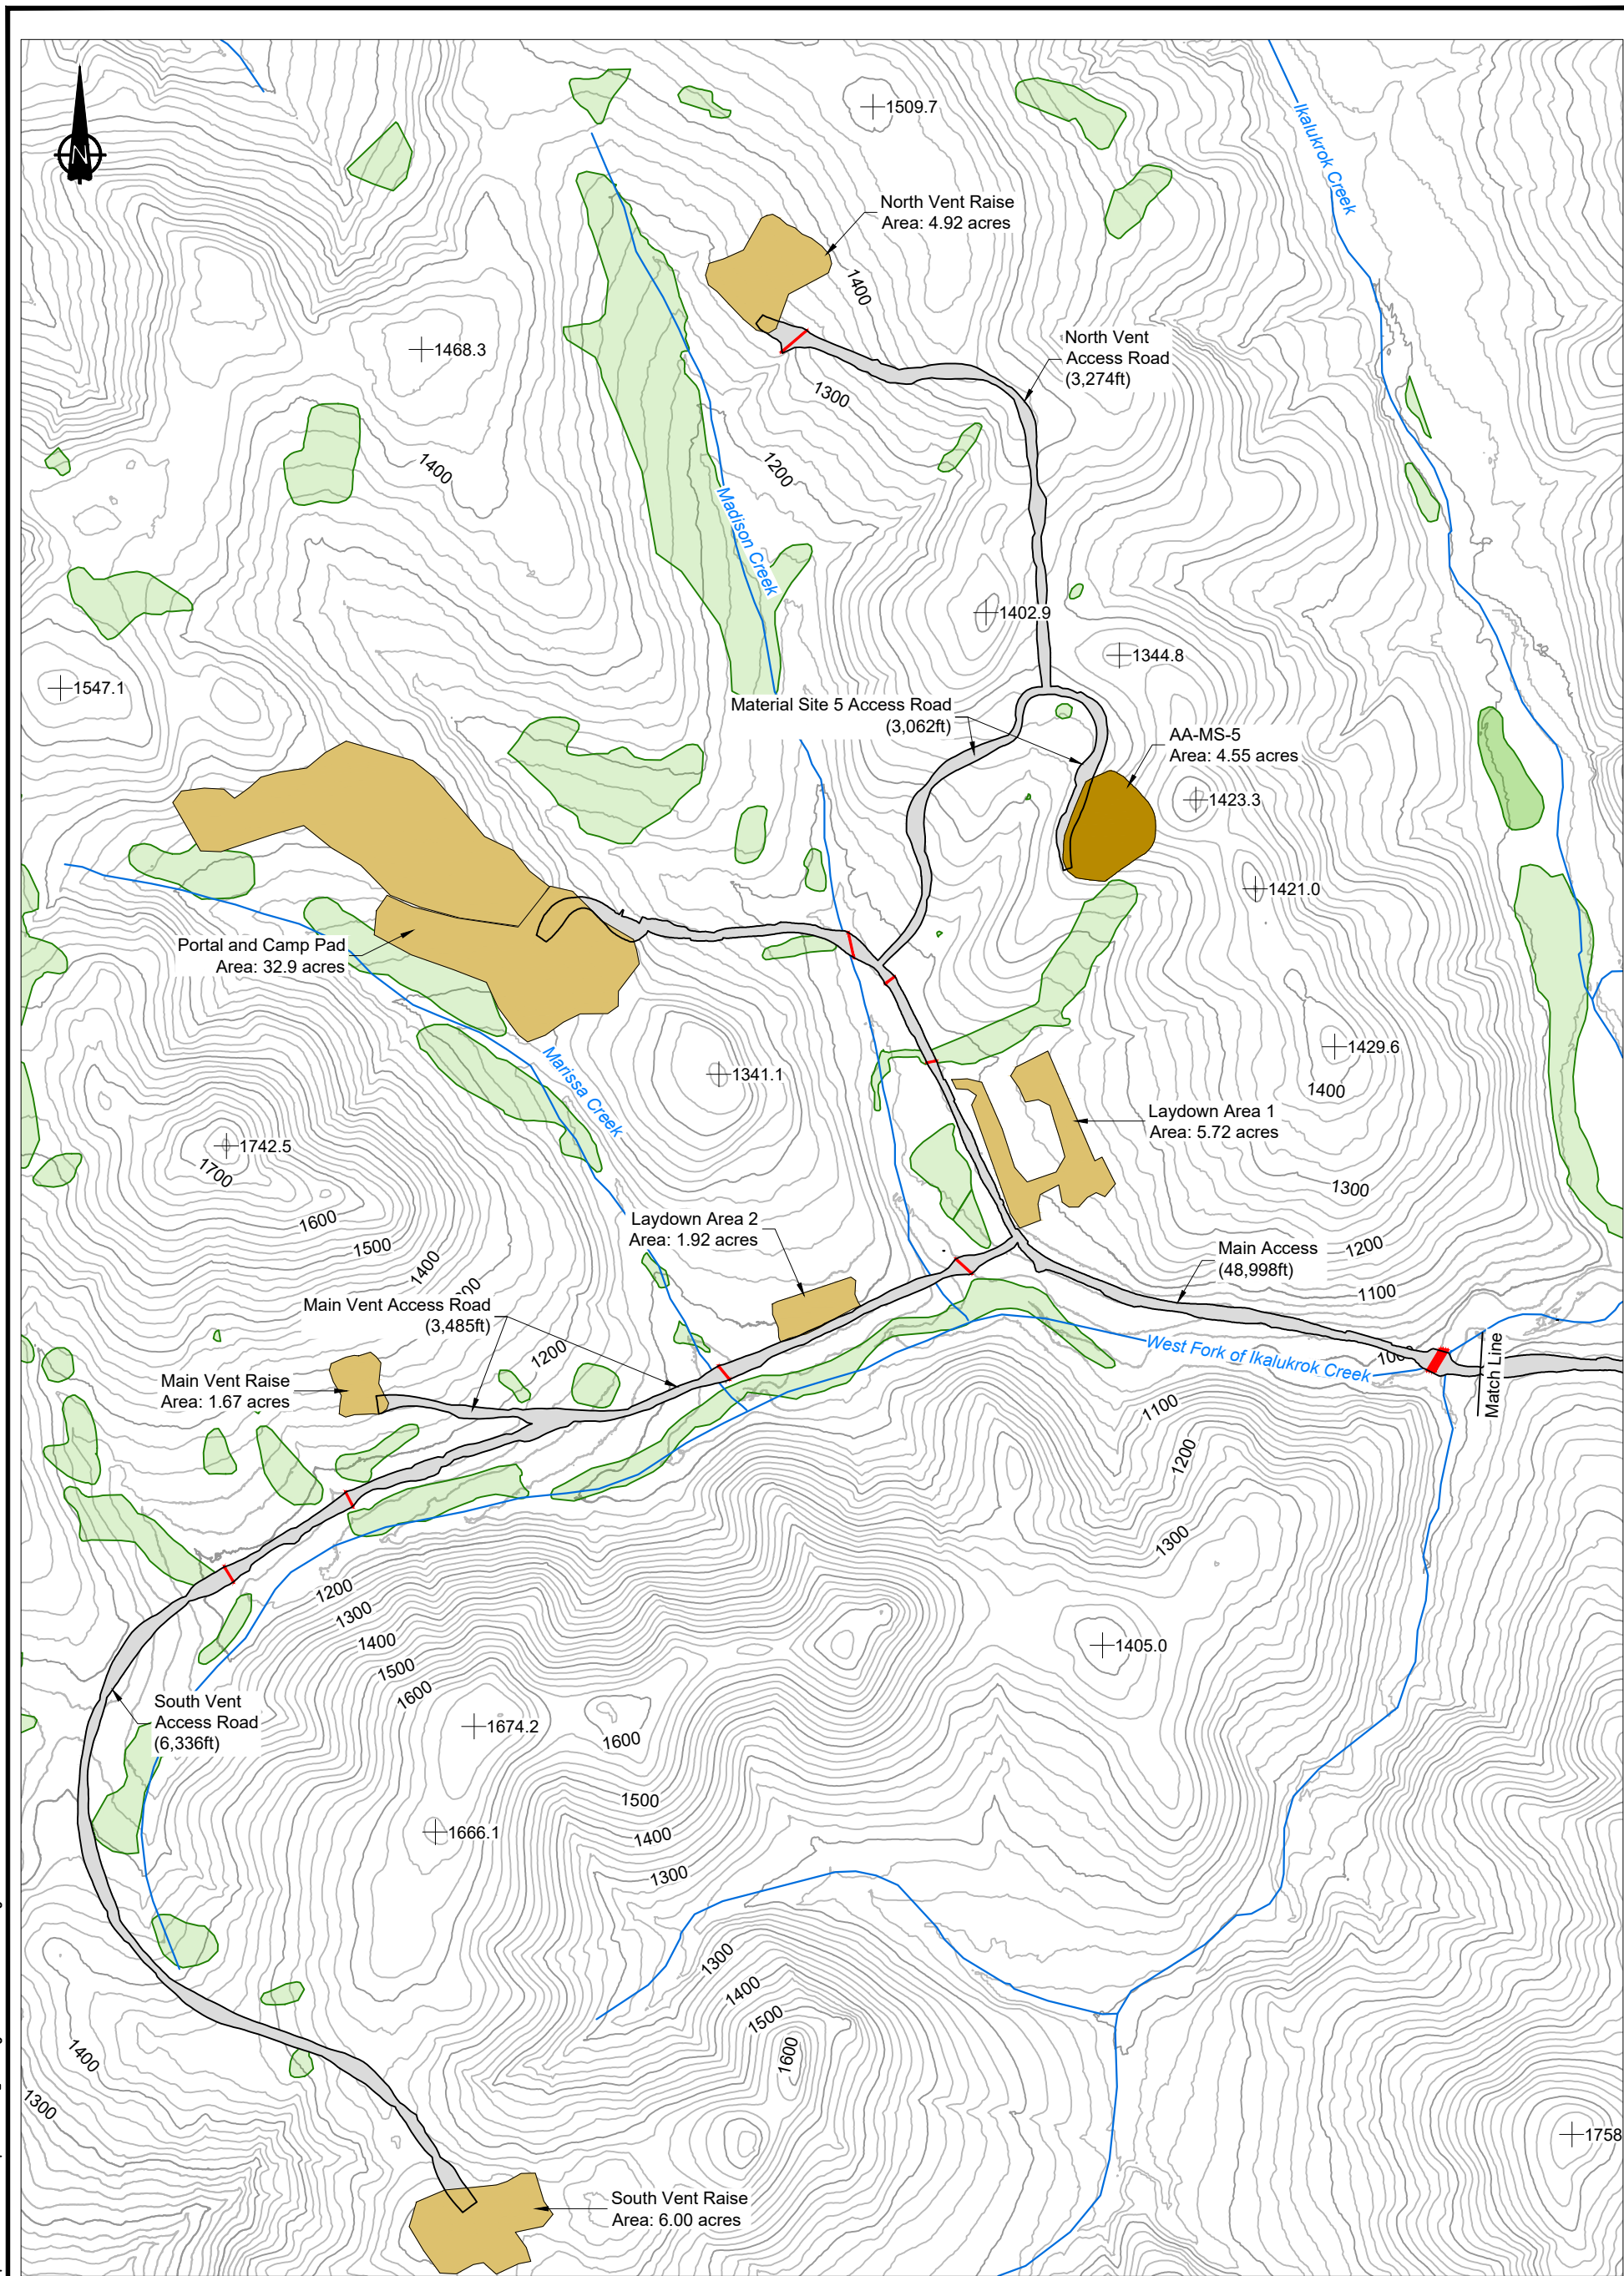 N
1509.7
Ikalukrok Creek
North Vent Raise
Area: 4.92 acres
1400
1468.3
North Vent
Access Road
(3,274ft)
1300
1400
1200
Madison Creek
1402.9
1344.8
1547.1
Material Site 5 Access Road
(3,062ft)
AA-MS-5
Area: 4.55 acres
1423.3
1421.0
Portal and Camp Pad
Area: 32.9 acres
1429.6
Marissa Creek
1341.1
1400
Laydown Area 1
Area: 5.72 acres
1742.5
1700
1300
1600
Laydown Area 2
Area: 1.92 acres
1500
1200
Main Access
(48,998ft)
1400
1100
Main Vent Access Road
(3,485ft)
1200
West Fork of Ikalukrok Creek
Match Line
Main Vent Raise
Area: 1.67 acres
1100
1200
1300
1200
1300
1400
1500
1600
1405.0
South Vent
Access Road
(6,336ft)
1674.2
1600
1500
1666.1
1400
1300
1300
1400
1500
1600
1400
1300
1758
South Vent Raise
Area: 6.00 acres